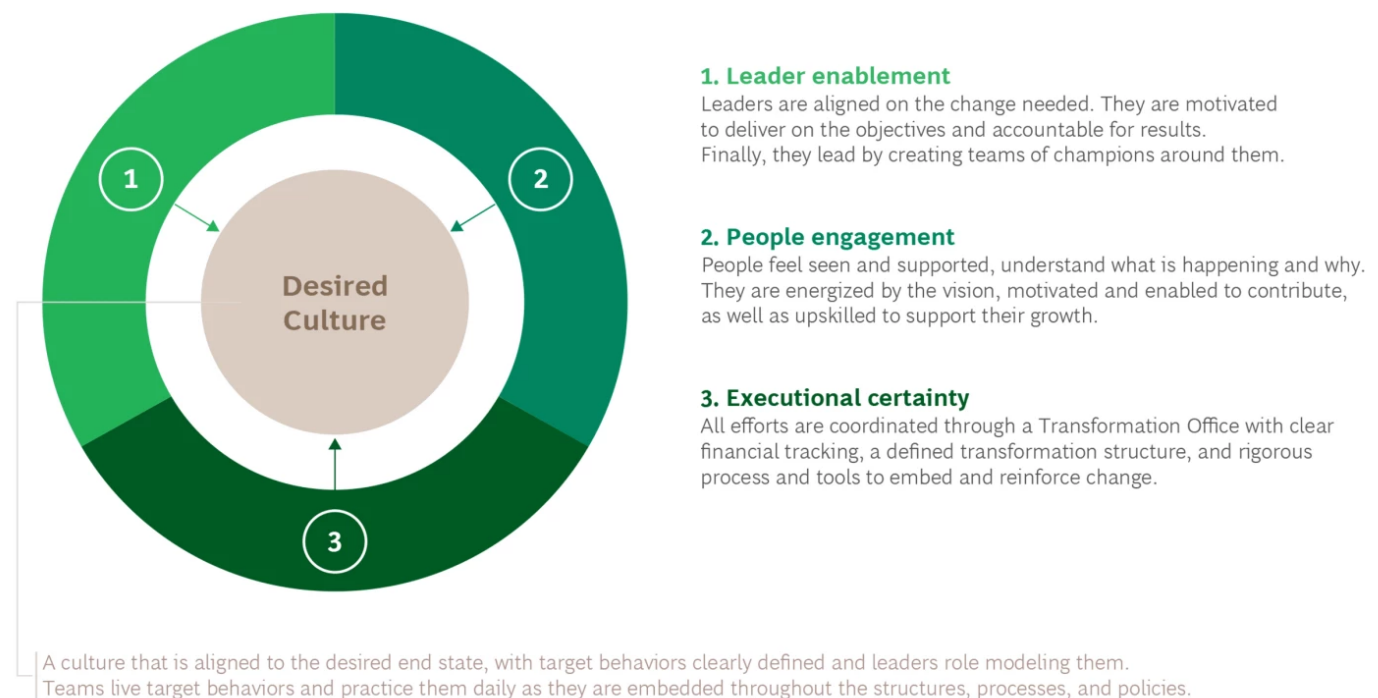 1
2
3
Desired
Culture
1. Leader enablement
Leaders are aligned on the change needed. They are motivated
to deliver on the objectives and accountable for results.
Finally, they lead by creating teams of champions around them.
2. People engagement
People feel seen and supported, understand what is happening and why.
They are energized by the vision, motivated and enabled to contribute,
as well as upskilled to support their growth.
3. Executional certainty
All efforts are coordinated through a Transformation Office with clear
financial tracking, a defined transformation structure, and rigorous
process and tools to embed and reinforce change.
A culture that is aligned to the desired end state, with target behaviors clearly defined and leaders role modeling them.
Teams live target behaviors and practice them daily as they are embedded throughout the structures, processes, and policies.